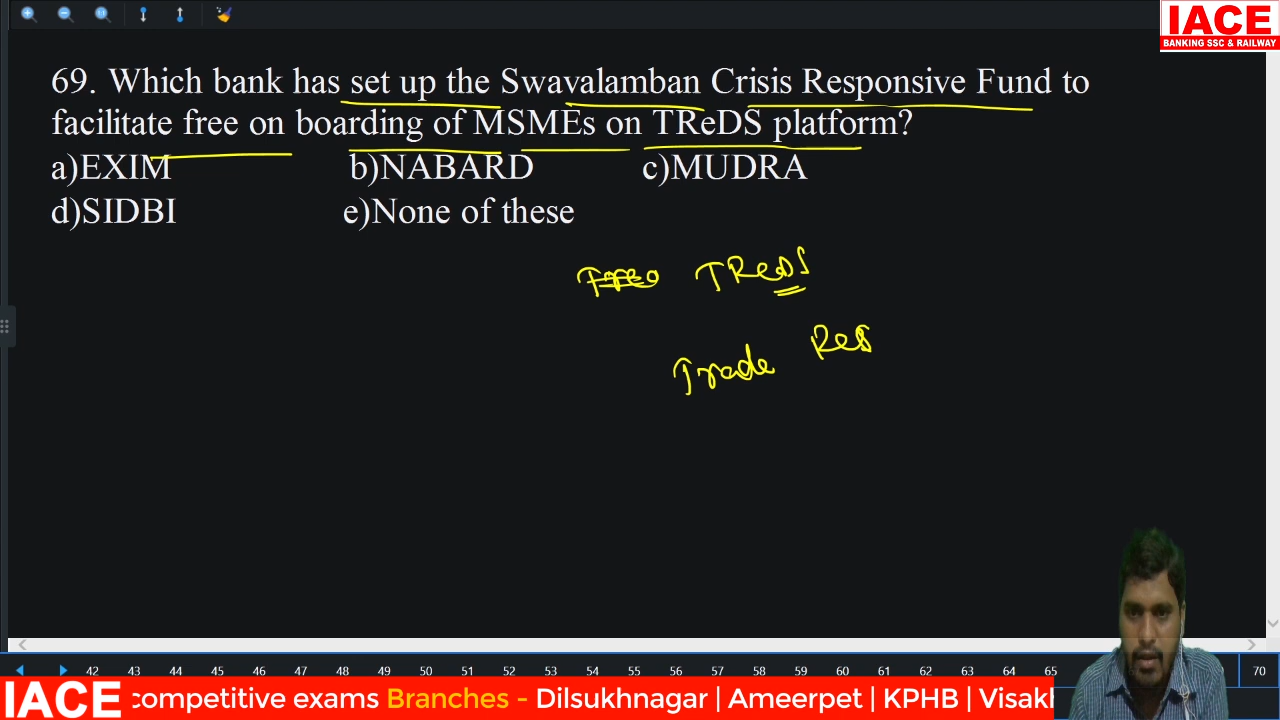 IACE
BANKING SSC & RAILWAY
69. Which bank has set up the Swavalamban Crisis Responsive Fund to
facilitate free on boarding of MSMEs on TReDS platform?
a)EXIM b)NABARD c)MUDRA
d)SIDBI e)None of these
TReDS
Trade
42 43 44 45 46 47 48 49 50 51 52 53 54 55 56 57 58 59 60 61 62 63 64 65 70
IACE competitive exams Branches - Dilsukhnagar | Ameerpet | KPHB | Visakh